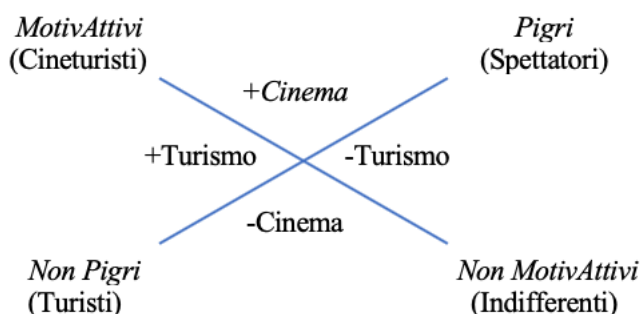 MotivAttivi
(Cineturisti)
Pigri
(Spettatori)
+Cinema
+Turismo
-Turismo
-Cinema
Non Pigri
(Turisti)
Non MotivAttivi
(Indifferenti)